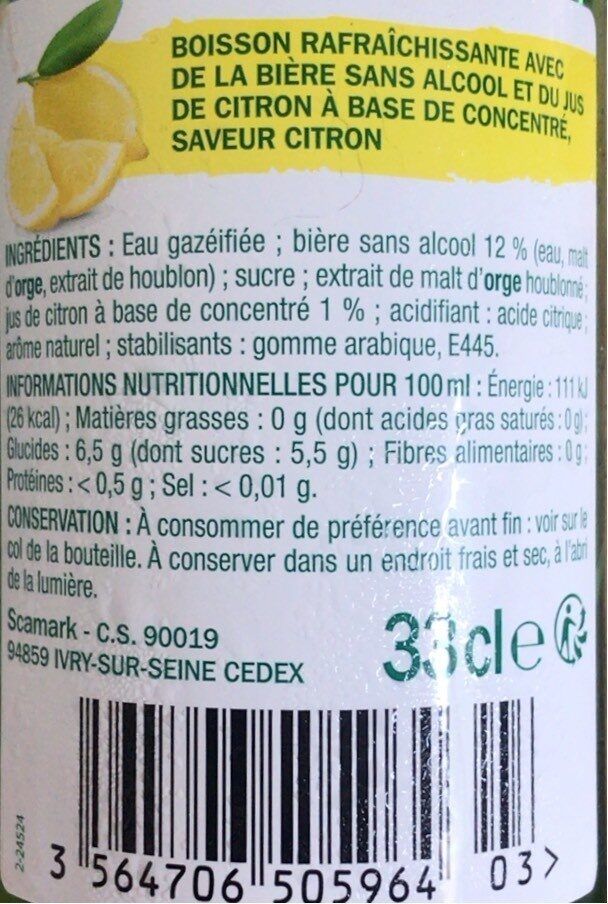 BOISSON RAFRAÎCHISSANTE AVEC
DE LA BIÈRE SANS ALCOOL ET DU JUS
DE CITRON À BASE DE CONCENTRÉ,
SAVEUR CITRON
INGRÉDIENTS : Eau gazéifiée ; bière sans alcool 12 % (eau, malt
d'orge, extrait de houblon) ; sucre ; extrait de malt d'orge houblonné ;
jus de citron à base de concentré 1 % ; acidifiant : acide citrique ;
arôme naturel ; stabilisants : gomme arabique, E445.
INFORMATIONS NUTRITIONNELLES POUR 100 ml : Énergie : 111 kJ
(26 kcal) ; Matières grasses : 0 g (dont acides gras saturés : 0 g) ;
Glucides : 6,5 g (dont sucres : 5,5 g) ; Fibres alimentaires : 0 g ;
Protéines : < 0,5 g ; Sel : < 0,01 g.
CONSERVATION : À consommer de préférence avant fin : voir sur le
col de la bouteille. À conserver dans un endroit frais et sec, à l'abri
de la lumière.
Scamark - C.S. 90019
94859 IVRY-SUR-SEINE CEDEX
33cl e
2-24524
3 564706 505964 03>